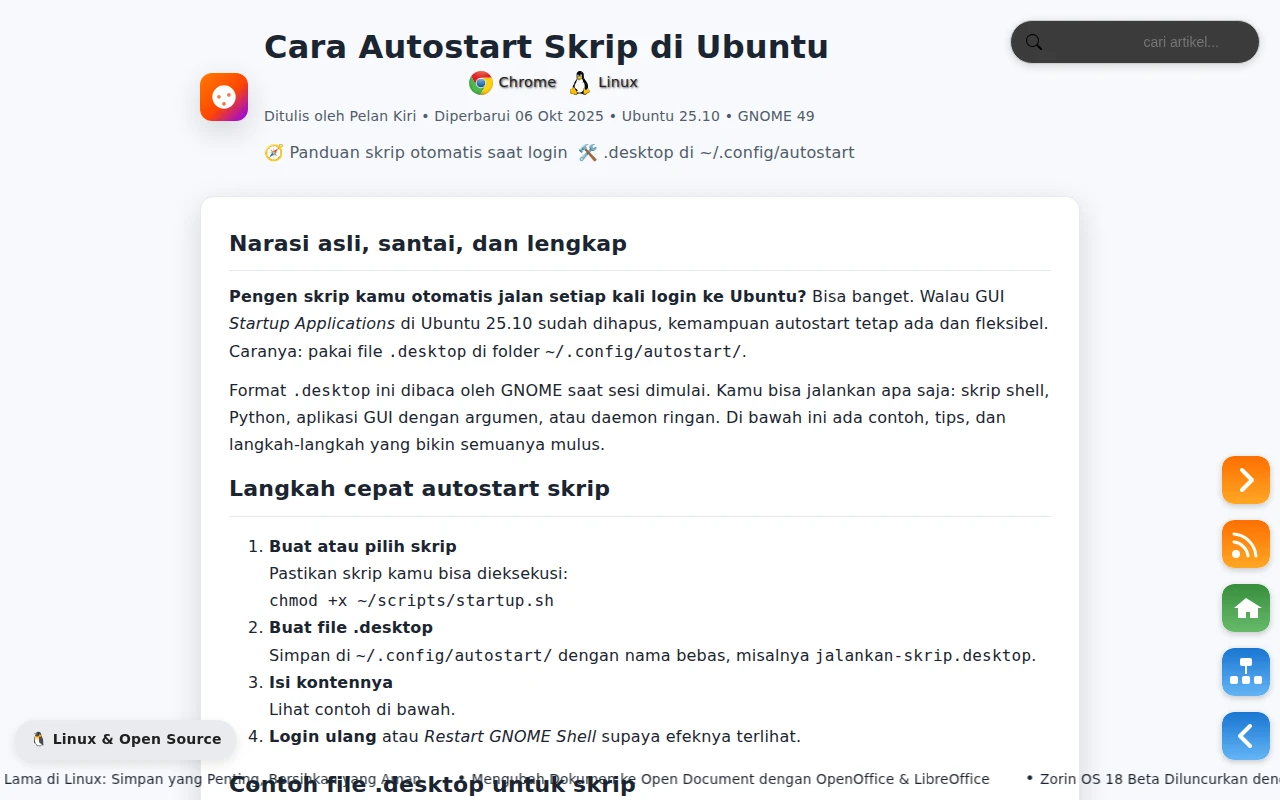 Cara Autostart Skrip di Ubuntu
cari artikel...
Chrome Linux
Ditulis oleh Pelan Kiri • Diperbarui 06 Okt 2025 • Ubuntu 25.10 • GNOME 49
🧭 Panduan skrip otomatis saat login 🛠️ .desktop di ~/.config/autostart
Narasi asli, santai, dan lengkap
Pengen skrip kamu otomatis jalan setiap kali login ke Ubuntu? Bisa banget. Walau GUI
Startup Applications di Ubuntu 25.10 sudah dihapus, kemampuan autostart tetap ada dan fleksibel.
Caranya: pakai file .desktop di folder ~/.config/autostart/.
Format .desktop ini dibaca oleh GNOME saat sesi dimulai. Kamu bisa jalankan apa saja: skrip shell,
Python, aplikasi GUI dengan argumen, atau daemon ringan. Di bawah ini ada contoh, tips, dan
langkah-langkah yang bikin semuanya mulus.
Langkah cepat autostart skrip
1. Buat atau pilih skrip
Pastikan skrip kamu bisa dieksekusi:
chmod +x ~/scripts/startup.sh
2. Buat file .desktop
Simpan di ~/.config/autostart/ dengan nama bebas, misalnya jalankan-skrip.desktop.
3. Isi kontennya
Lihat contoh di bawah.
4. Login ulang atau Restart GNOME Shell supaya efeknya terlihat.
🐧 Linux & Open Source
Contoh file .desktop untuk skrip
Lama di Linux: Simpan yang Penting, Bersihkan yang Aman • Mengubah Dokumen ke Open Document dengan OpenOffice & LibreOffice • Zorin OS 18 Beta Diluncurkan